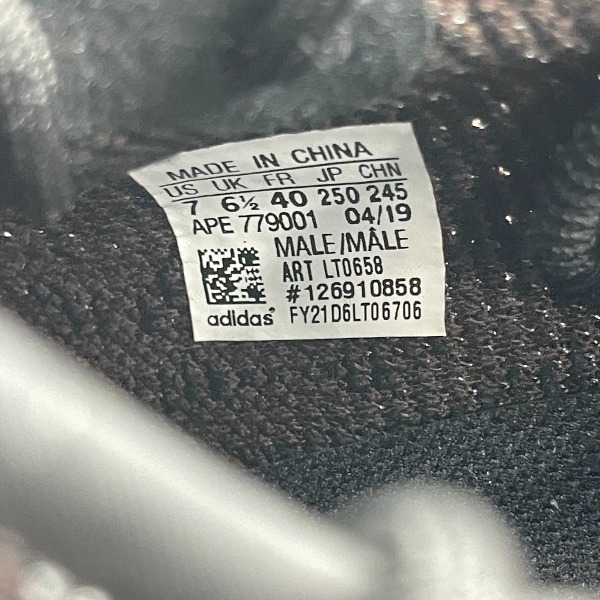 MADE IN CHINA
US UK FR JP CHN
7 6½ 40 250 245
APE 779001 04/19
MALE/MÂLE
ART LT0658
#126910858
adidas® FY21D6LT06706